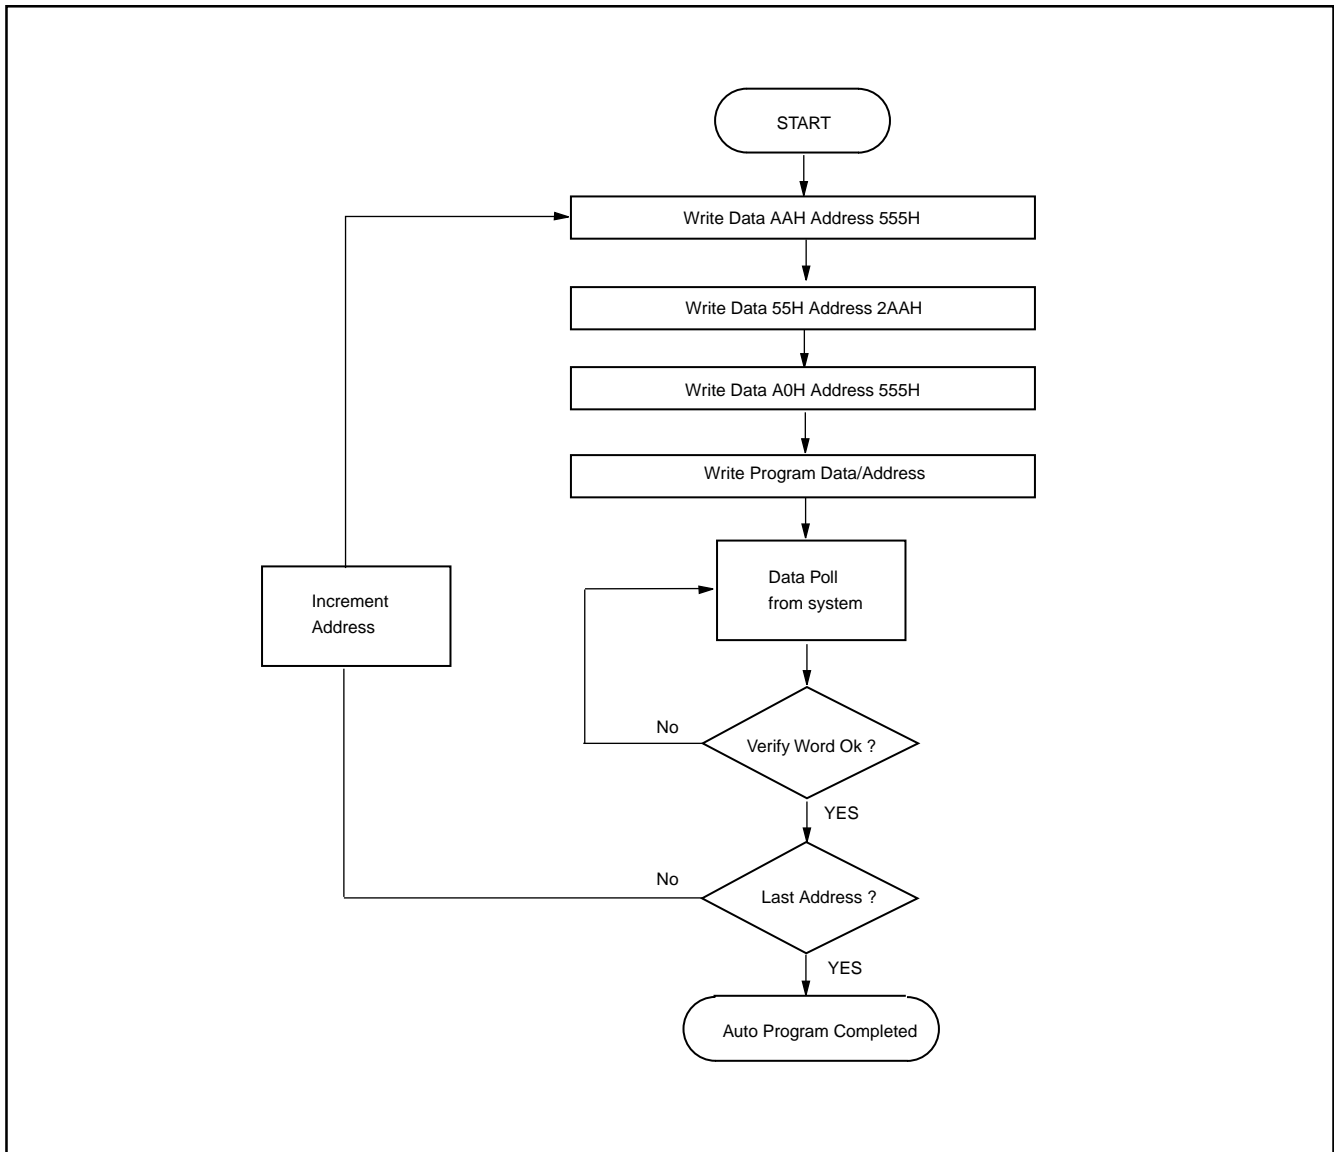 START
Write Data AAH Address 555H
Write Data 55H Address 2AAH
Write Data A0H Address 555H
Write Program Data/Address
Data Poll
from system
Increment
Address
No
Verify Word Ok ?
YES
No
Last Address ?
YES
Auto Program Completed